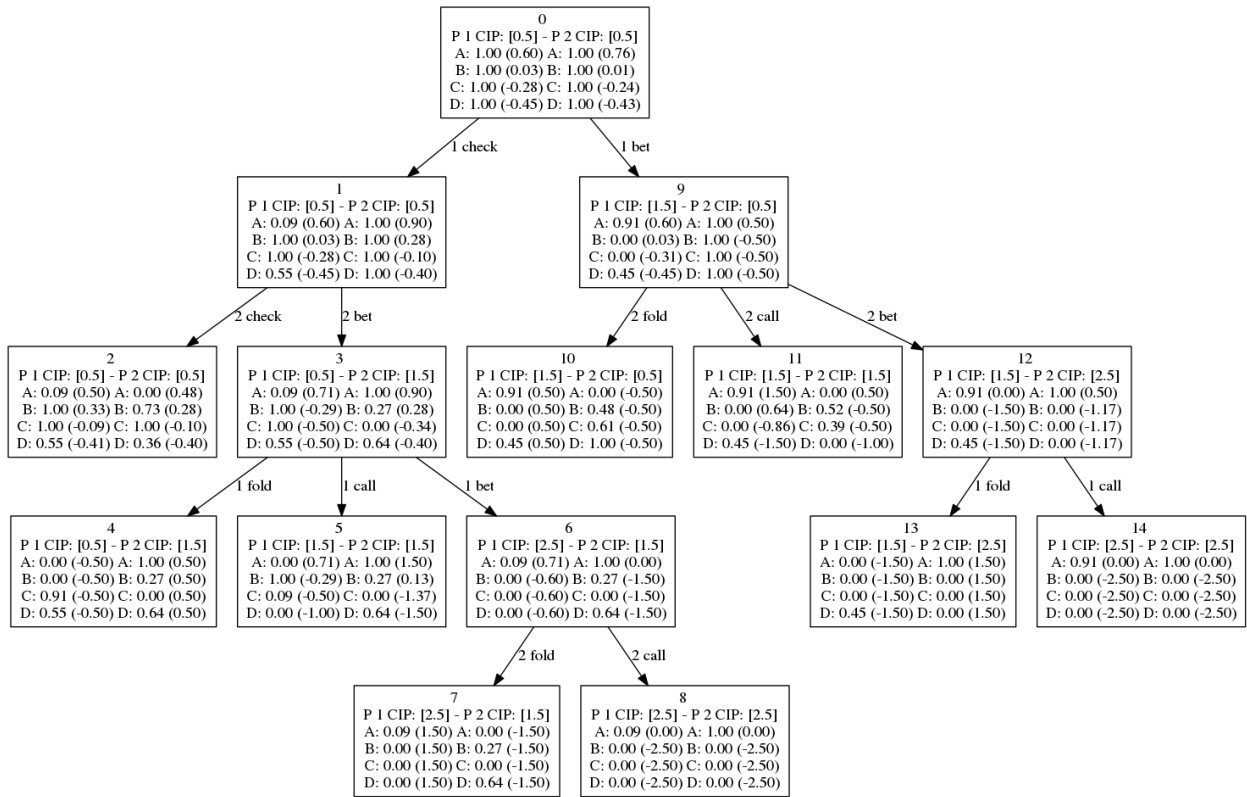 0
P 1 CIP: [0.5] - P 2 CIP: [0.5]
A: 1.00 (0.60) A: 1.00 (0.76)
B: 1.00 (0.03) B: 1.00 (0.01)
C: 1.00 (-0.28) C: 1.00 (-0.24)
D: 1.00 (-0.45) D: 1.00 (-0.43)
1 check
1 bet
1
P 1 CIP: [0.5] - P 2 CIP: [0.5]
A: 0.09 (0.60) A: 1.00 (0.90)
B: 1.00 (0.03) B: 1.00 (0.28)
C: 1.00 (-0.28) C: 1.00 (-0.10)
D: 0.55 (-0.45) D: 1.00 (-0.40)
9
P 1 CIP: [1.5] - P 2 CIP: [0.5]
A: 0.91 (0.60) A: 1.00 (0.50)
B: 0.00 (0.03) B: 1.00 (-0.50)
C: 0.00 (-0.31) C: 1.00 (-0.50)
D: 0.45 (-0.45) D: 1.00 (-0.50)
2 check
2 bet
2 fold
2 call
2 bet
2
P 1 CIP: [0.5] - P 2 CIP: [0.5]
A: 0.09 (0.50) A: 0.00 (0.48)
B: 1.00 (0.33) B: 0.73 (0.28)
C: 1.00 (-0.09) C: 1.00 (-0.10)
D: 0.55 (-0.41) D: 0.36 (-0.40)
3
P 1 CIP: [0.5] - P 2 CIP: [1.5]
A: 0.09 (0.71) A: 1.00 (0.90)
B: 1.00 (-0.29) B: 0.27 (0.28)
C: 1.00 (-0.50) C: 0.00 (-0.34)
D: 0.55 (-0.50) D: 0.64 (-0.40)
10
P 1 CIP: [1.5] - P 2 CIP: [0.5]
A: 0.91 (0.50) A: 0.00 (-0.50)
B: 0.00 (0.50) B: 0.48 (-0.50)
C: 0.00 (0.50) C: 0.61 (-0.50)
D: 0.45 (0.50) D: 1.00 (-0.50)
11
P 1 CIP: [1.5] - P 2 CIP: [1.5]
A: 0.91 (1.50) A: 0.00 (0.50)
B: 0.00 (0.64) B: 0.52 (-0.50)
C: 0.00 (-0.86) C: 0.39 (-0.50)
D: 0.45 (-1.50) D: 0.00 (-1.00)
12
P 1 CIP: [1.5] - P 2 CIP: [2.5]
A: 0.91 (0.00) A: 1.00 (0.50)
B: 0.00 (-1.50) B: 0.00 (-1.17)
C: 0.00 (-1.50) C: 0.00 (-1.17)
D: 0.45 (-1.50) D: 0.00 (-1.17)
1 fold
1 call
1 bet
1 fold
1 call
4
P 1 CIP: [0.5] - P 2 CIP: [1.5]
A: 0.00 (-0.50) A: 1.00 (0.50)
B: 0.00 (-0.50) B: 0.27 (0.50)
C: 0.91 (-0.50) C: 0.00 (0.50)
D: 0.55 (-0.50) D: 0.64 (0.50)
5
P 1 CIP: [1.5] - P 2 CIP: [1.5]
A: 0.00 (0.71) A: 1.00 (1.50)
B: 1.00 (-0.29) B: 0.27 (0.13)
C: 0.09 (-0.50) C: 0.00 (-1.37)
D: 0.00 (-1.00) D: 0.64 (-1.50)
6
P 1 CIP: [2.5] - P 2 CIP: [1.5]
A: 0.09 (0.71) A: 1.00 (0.00)
B: 0.00 (-0.60) B: 0.27 (-1.50)
C: 0.00 (-0.60) C: 0.00 (-1.50)
D: 0.00 (-0.60) D: 0.64 (-1.50)
13
P 1 CIP: [1.5] - P 2 CIP: [2.5]
A: 0.00 (-1.50) A: 1.00 (1.50)
B: 0.00 (-1.50) B: 0.00 (1.50)
C: 0.00 (-1.50) C: 0.00 (1.50)
D: 0.45 (-1.50) D: 0.00 (1.50)
14
P 1 CIP: [2.5] - P 2 CIP: [2.5]
A: 0.91 (0.00) A: 1.00 (0.00)
B: 0.00 (-2.50) B: 0.00 (-2.50)
C: 0.00 (-2.50) C: 0.00 (-2.50)
D: 0.00 (-2.50) D: 0.00 (-2.50)
2 fold
2 call
7
P 1 CIP: [2.5] - P 2 CIP: [1.5]
A: 0.09 (1.50) A: 0.00 (-1.50)
B: 0.00 (1.50) B: 0.27 (-1.50)
C: 0.00 (1.50) C: 0.00 (-1.50)
D: 0.00 (1.50) D: 0.64 (-1.50)
8
P 1 CIP: [2.5] - P 2 CIP: [2.5]
A: 0.09 (0.00) A: 1.00 (0.00)
B: 0.00 (-2.50) B: 0.00 (-2.50)
C: 0.00 (-2.50) C: 0.00 (-2.50)
D: 0.00 (-2.50) D: 0.00 (-2.50)